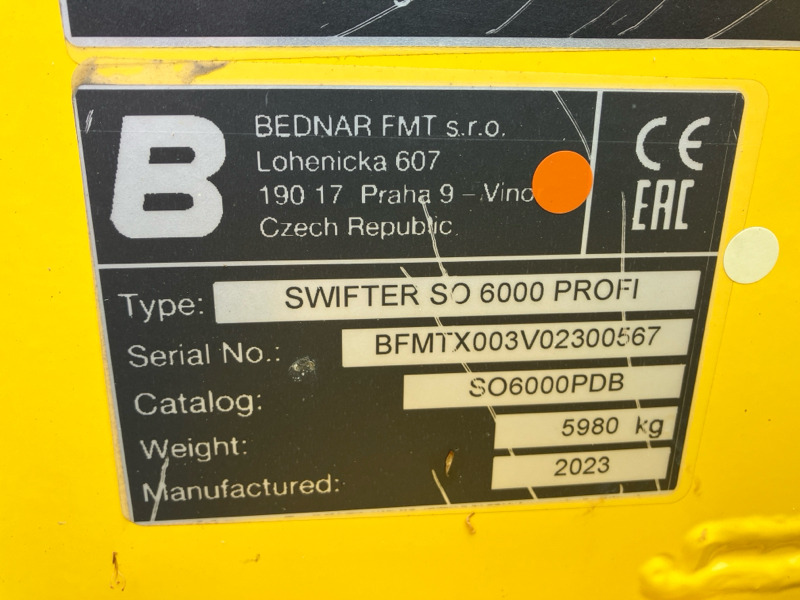 B
BEDNAR FMT s.r.o.
Lohenicka 607
190 17 Praha 9 –
Czech Republic
CE
EAC
Type: SWIFTER SO 6000 PROFI
Serial No.: BFMTX003V02300567
Catalog: SO6000PDB
Weight: 5980 kg
Manufactured: 2023